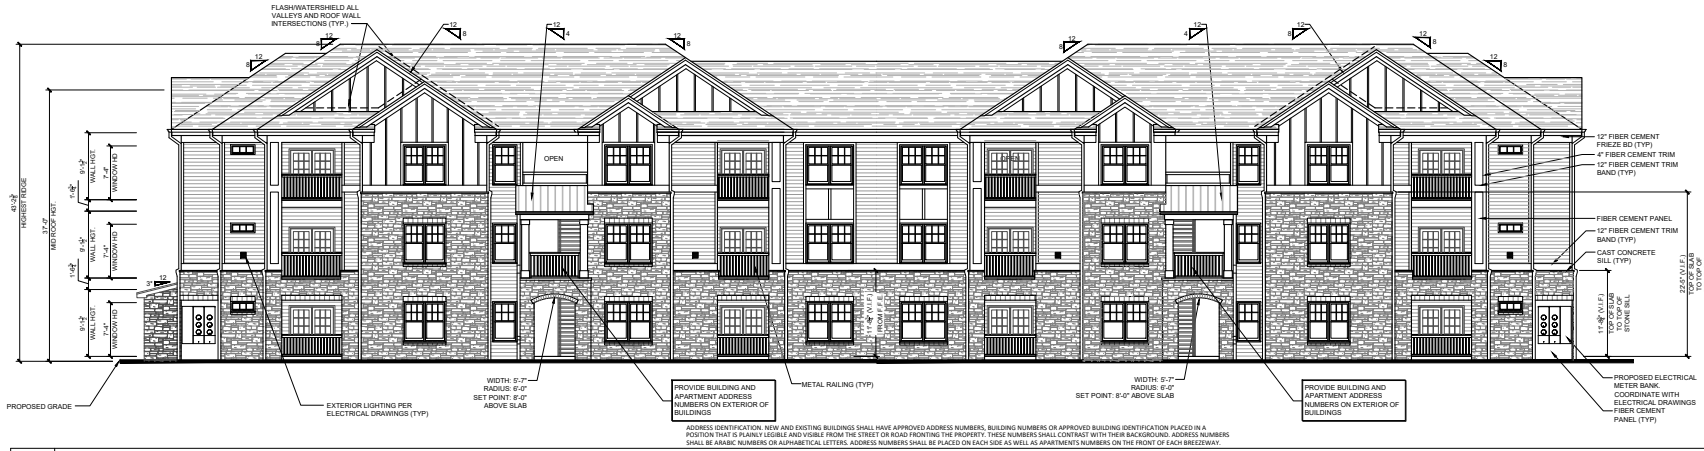 FLASH/WATERSHIELD ALL
VALLEYS AND ROOF WALL
INTERSECTIONS (TYP.)
12
8
12
8
12
8
12
4
12
8
12
8
12
4
12
8
12
8
12
8
43'-2
HIGHEST RIDGE
37'-0"
MID ROOF HGT.
WALL HGT.
7'-4"
WINDOW HD
WALL HGT.
7'-4"
WINDOW HD
WALL HGT.
7'-4"
WINDOW HD
12
3"
OPEN
OPEN
12" FIBER CEMENT
FRIEZE BD (TYP)
4" FIBER CEMENT TRIM
12" FIBER CEMENT TRIM
BAND (TYP)
FIBER CEMENT PANEL
12" FIBER CEMENT TRIM
BAND (TYP)
CAST CONCRETE
SILL (TYP)
(V.I.F.)
FROM F.F.E.
(V.I.F.)
TOP OF SLAB
TO TOP OF
STONE SILL
22'-5" (V.I.F.)
TOP OF SLAB
TO TOP OF
PROPOSED GRADE
EXTERIOR LIGHTING PER
ELECTRICAL DRAWINGS (TYP)
WIDTH: 5'-7"
RADIUS: 6'-0"
SET POINT: 8'-0"
ABOVE SLAB
PROVIDE BUILDING AND
APARTMENT ADDRESS
NUMBERS ON EXTERIOR OF
BUILDINGS
METAL RAILING (TYP)
WIDTH: 5'-7"
RADIUS: 6'-0"
SET POINT: 8'-0" ABOVE SLAB
PROVIDE BUILDING AND
APARTMENT ADDRESS
NUMBERS ON EXTERIOR OF
BUILDINGS
PROPOSED ELECTRICAL
METER BANK.
COORDINATE WITH
ELECTRICAL DRAWINGS
FIBER CEMENT
PANEL (TYP)
ADDRESS IDENTIFICATION. NEW AND EXISTING BUILDINGS SHALL HAVE APPROVED ADDRESS NUMBERS, BUILDING NUMBERS OR APPROVED BUILDING IDENTIFICATION PLACED IN A
POSITION THAT IS PLAINLY LEGIBLE AND VISIBLE FROM THE STREET OR ROAD FRONTING THE PROPERTY. THESE NUMBERS SHALL CONTRAST WITH THEIR BACKGROUND. ADDRESS NUMBERS
SHALL BE ARABIC NUMBERS OR ALPHABETICAL LETTERS. ADDRESS NUMBERS SHALL BE PLACED ON EACH SIDE AS WELL AS APARTMENTS NUMBERS ON THE FRONT OF EACH BREEZEWAY.